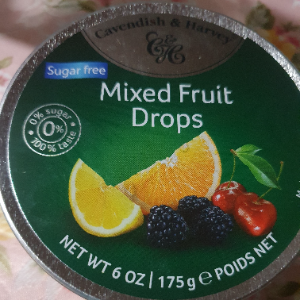 Cavendish & Harvey
C&H
Sugar free
Mixed Fruit
Drops
0% sugar
0%
100% taste
NET WT 6 OZ | 175g ℮ POIDS NET